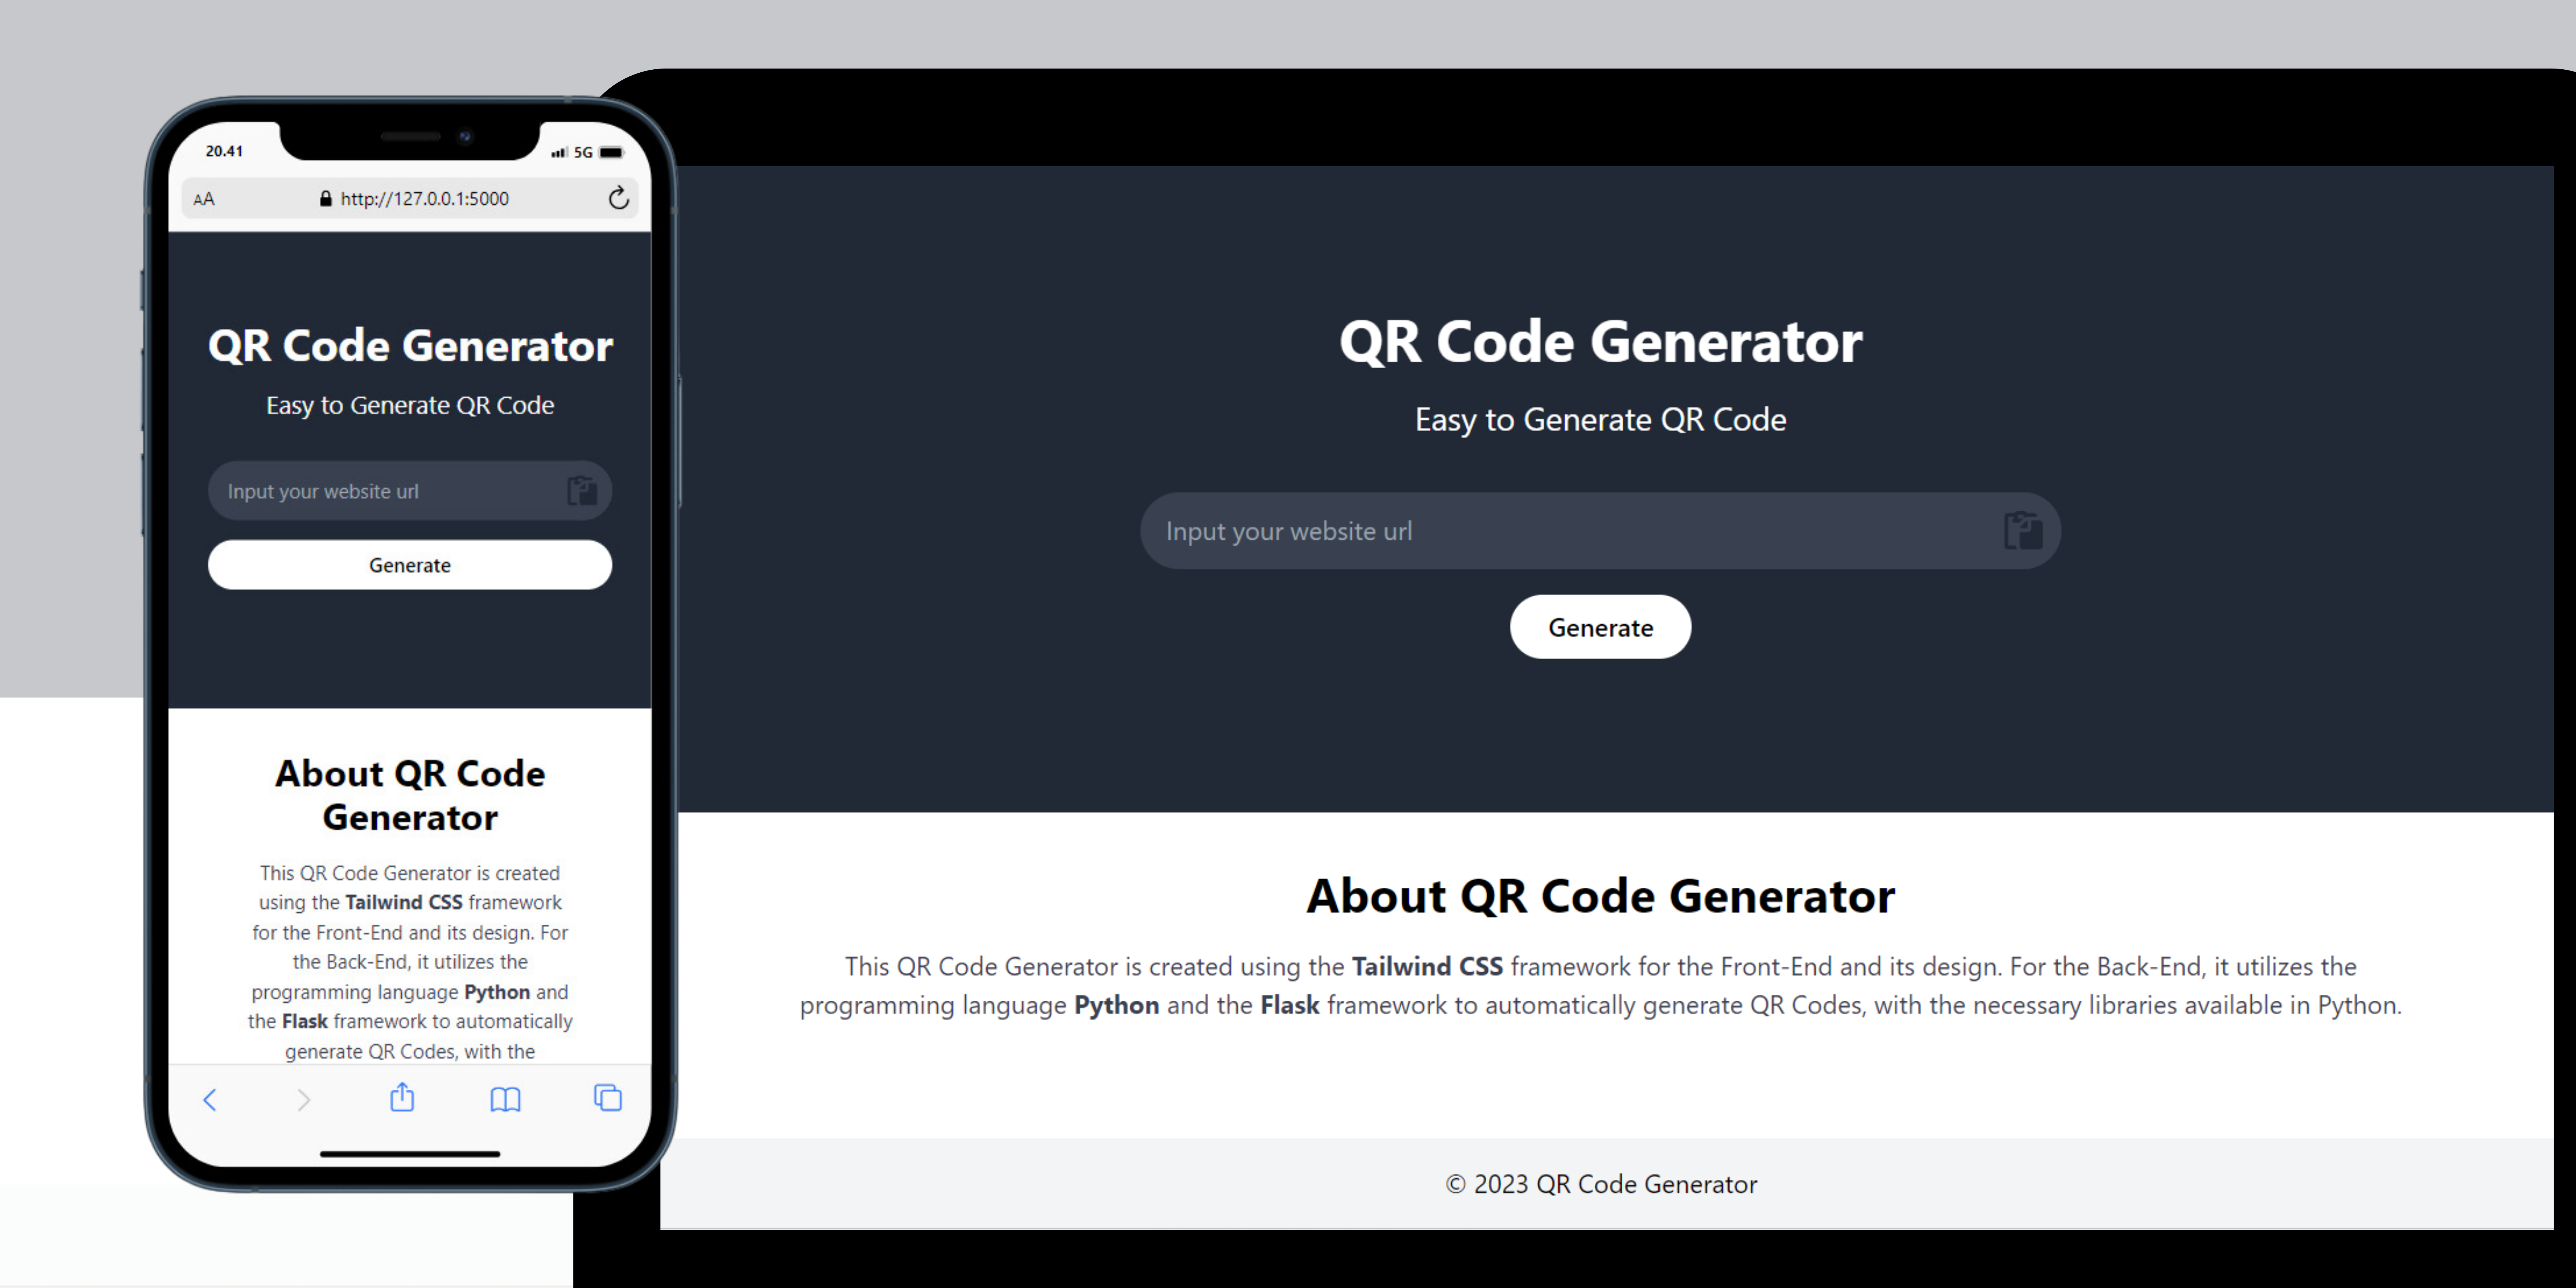 20.41
5G
AA
http://127.0.0.1:5000
QR Code Generator
Easy to Generate QR Code
Input your website url
Generate
About QR Code
Generator
This QR Code Generator is created
using the Tailwind CSS framework
for the Front-End and its design. For
the Back-End, it utilizes the
programming language Python and
the Flask framework to automatically
generate QR Codes, with the
QR Code Generator
Easy to Generate QR Code
Input your website url
Generate
About QR Code Generator
This QR Code Generator is created using the Tailwind CSS framework for the Front-End and its design. For the Back-End, it utilizes the
programming language Python and the Flask framework to automatically generate QR Codes, with the necessary libraries available in Python.
© 2023 QR Code Generator